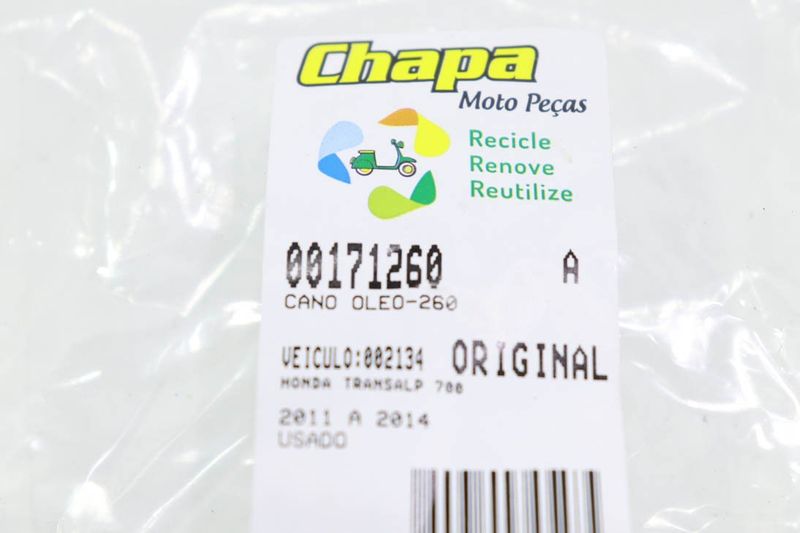 Chapa
Moto Peças
Recicle
Renove
Reutilize
00171260 A
CANO OLEO-260
VEICULO:002134 ORIGINAL
HONDA TRANSALP 700
2011 A 2014
USADO